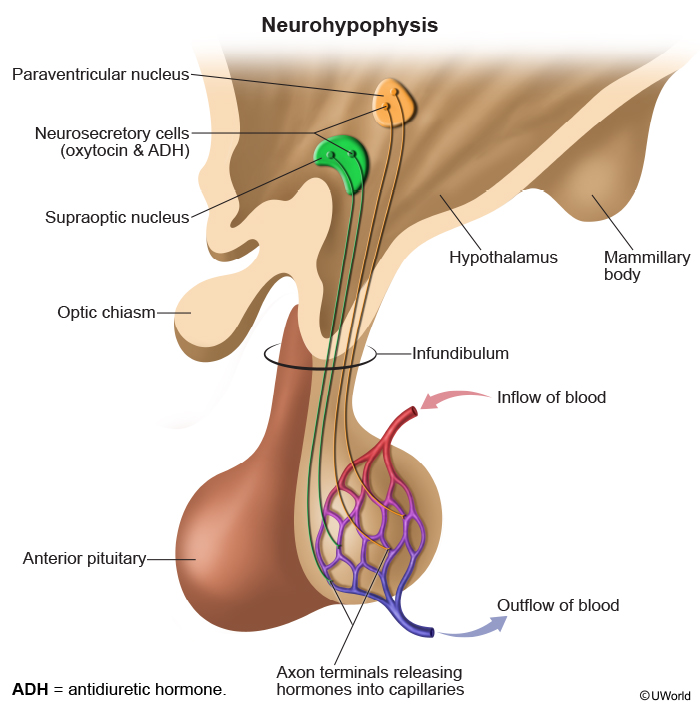 Neurohypophysis
Paraventricular nucleus
Neurosecretory cells
(oxytocin & ADH)
Supraoptic nucleus
Hypothalamus
Mammillary
body
Optic chiasm
Infundibulum
Inflow of blood
Anterior pituitary
Outflow of blood
Axon terminals releasing
hormones into capillaries
ADH = antidiuretic hormone.
©UWorld